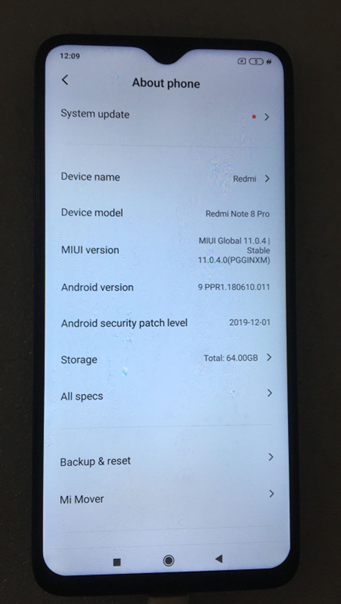 12:09
About phone
System update
Device name Redmi
Device model Redmi Note 8 Pro
MIUI version MIUI Global 11.0.4 |
Stable
11.0.4.0(PGGINXM)
Android version 9 PPR1.180610.011
Android security patch level 2019-12-01
Storage Total: 64.00GB
All specs
Backup & reset
Mi Mover